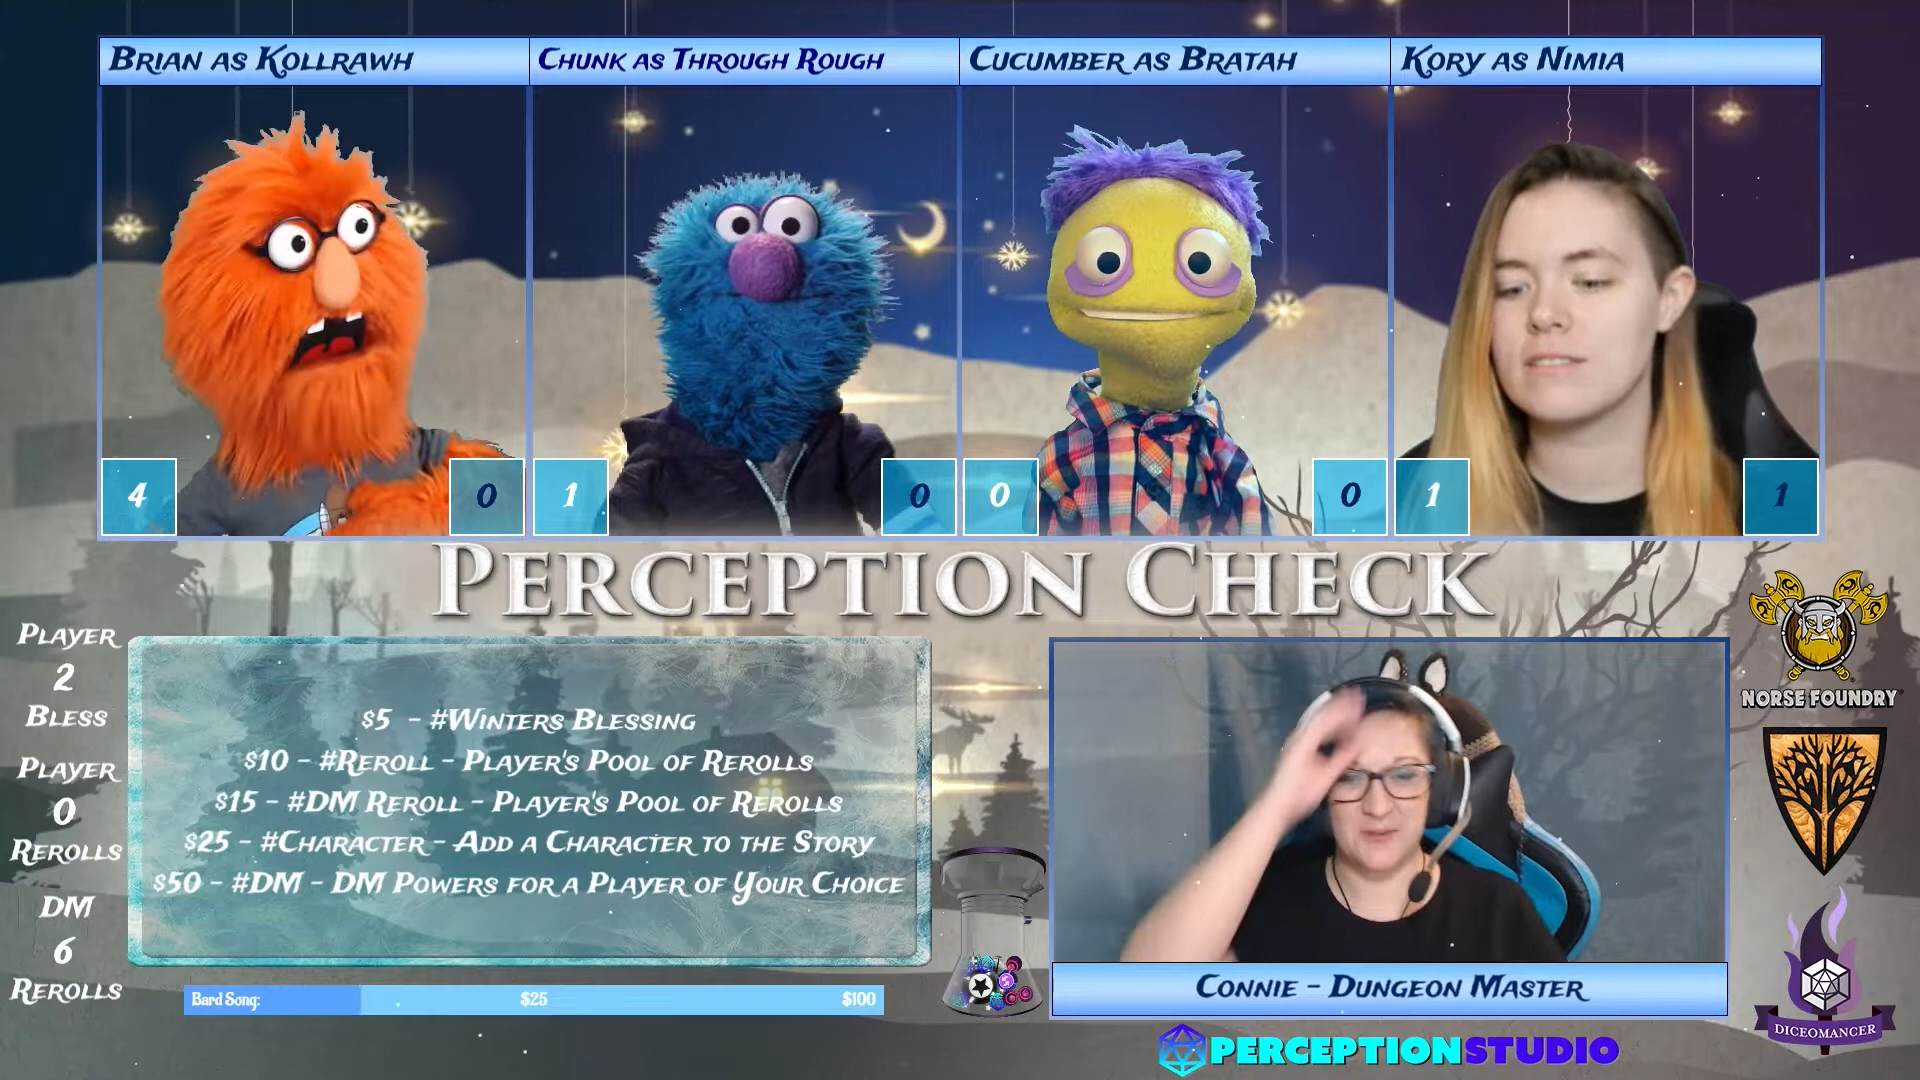 Brian as Kollrawh
Chunk as Through Rough
Cucumber as Bratah
Kory as Nimia
4
0
1
0
0
0
1
1
Perception Check
Player
2
Bless
Player
0
Rerolls
DM
6
Rerolls
$5 - #Winters Blessing
$10 - #Reroll - Player's Pool of Rerolls
$15 - #DM Reroll - Player's Pool of Rerolls
$25 - #Character - Add a Character to the Story
$50 - #DM - DM Powers for a Player of Your Choice
Bard Song: $25 $100
Connie - Dungeon Master
NORSE FOUNDRY
DICEOMANCER
PERCEPTIONSTUDIO